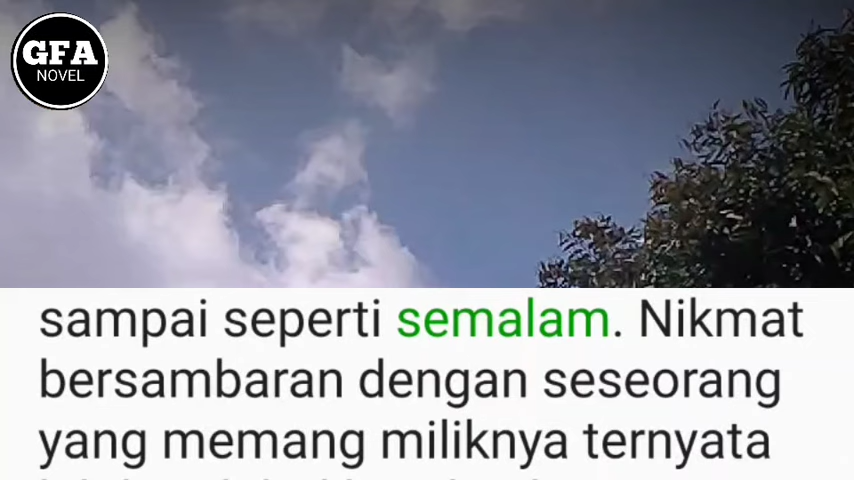 GFA
NOVEL
sampai seperti semalam. Nikmat
bersambaran dengan seseorang
yang memang miliknya ternyata